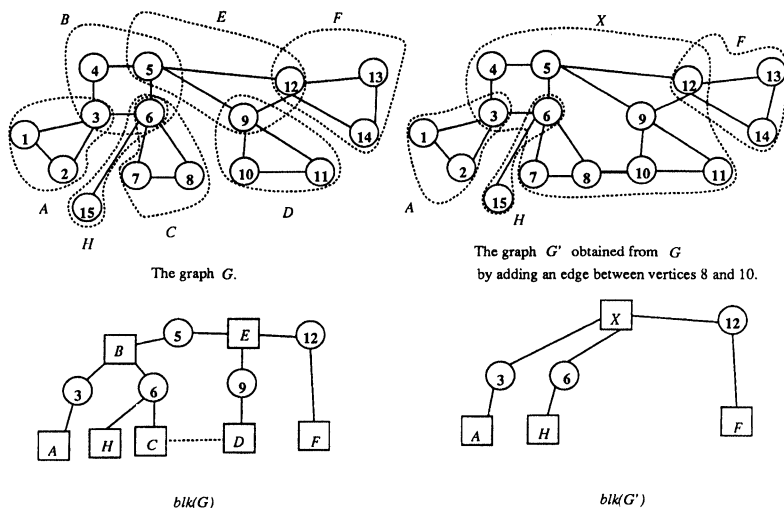 B
E
F
4
5
12
13
3
6
9
14
1
2
7
8
10
11
15
A
H
C
D
The graph G.
X
F
4
5
12
13
3
6
9
14
1
2
7
8
10
11
15
A
H
The graph G' obtained from G
by adding an edge between vertices 8 and 10.
B
5
E
12
3
6
9
A
H
C
D
F
blk(G)
X
12
3
6
A
H
F
blk(G')